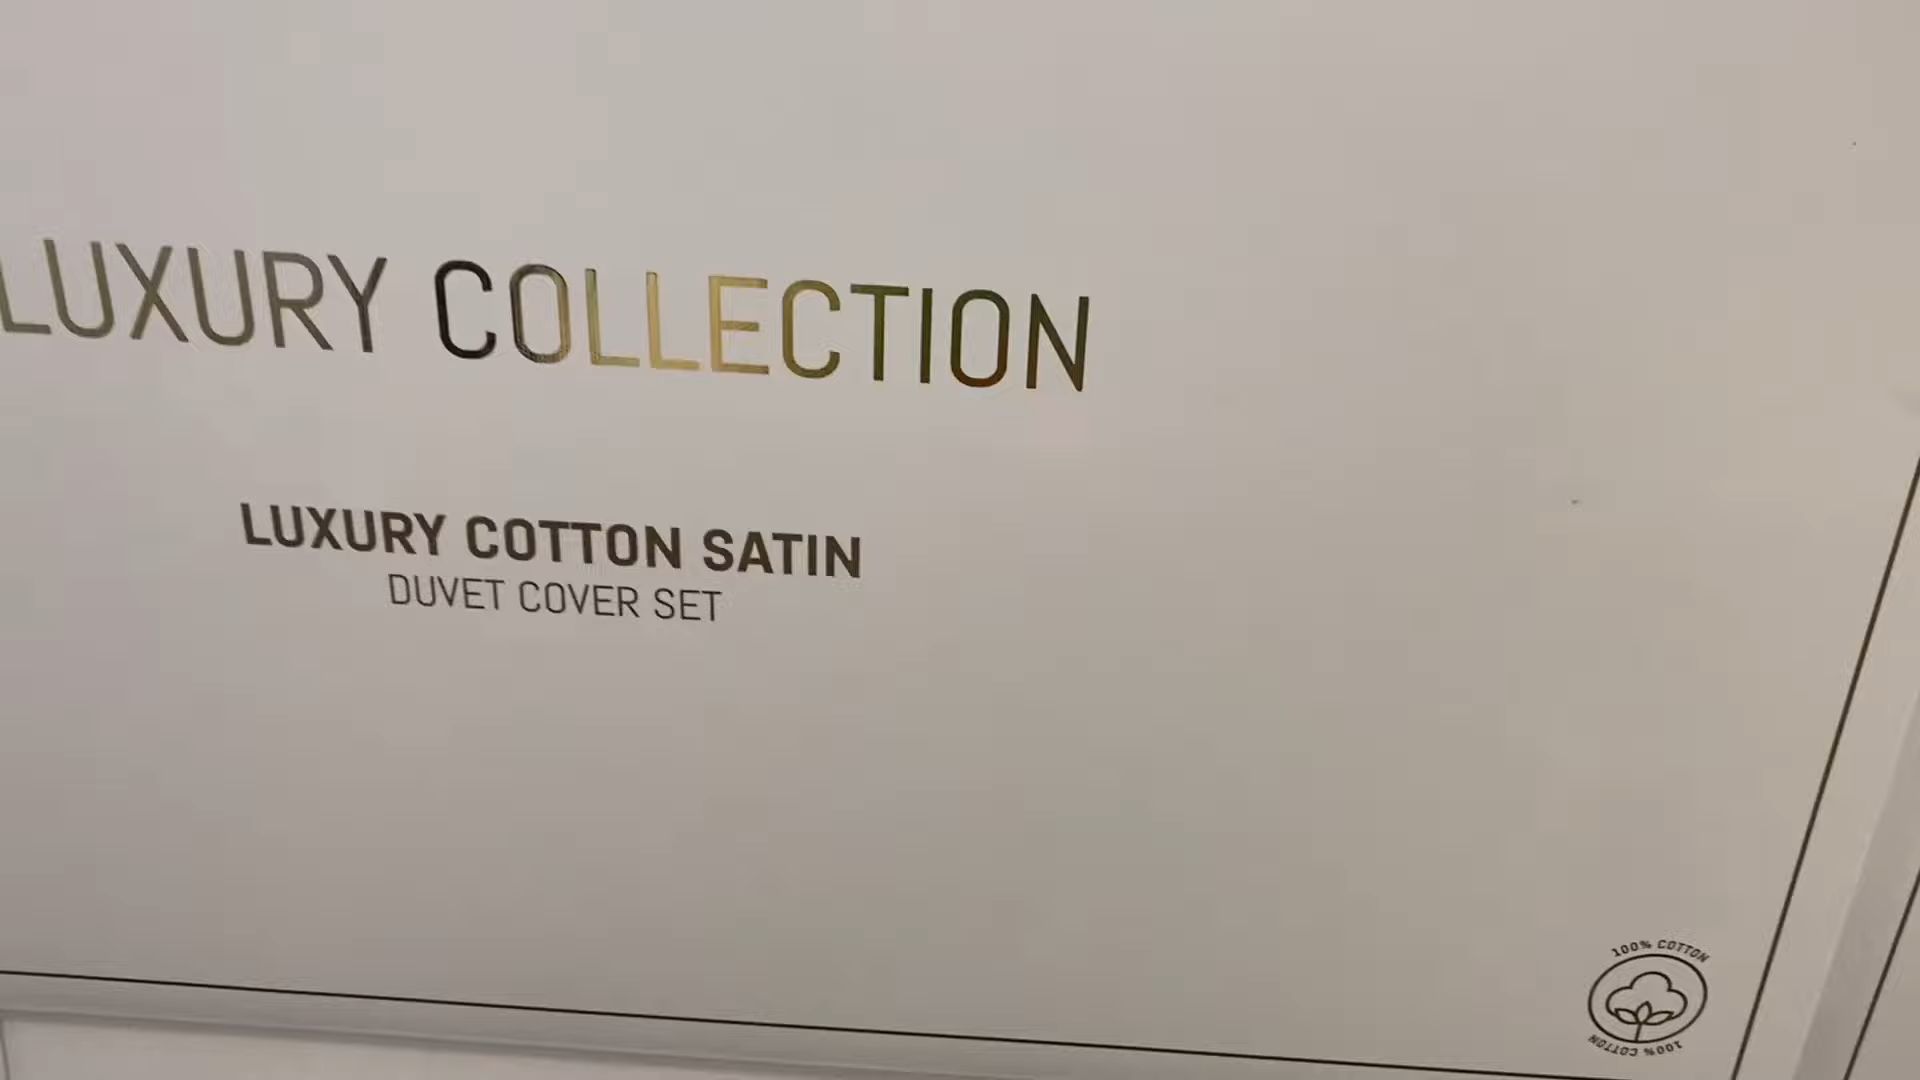 LUXURY COLLECTION
LUXURY COTTON SATIN
DUVET COVER SET
100% COTTON
100% COTTON